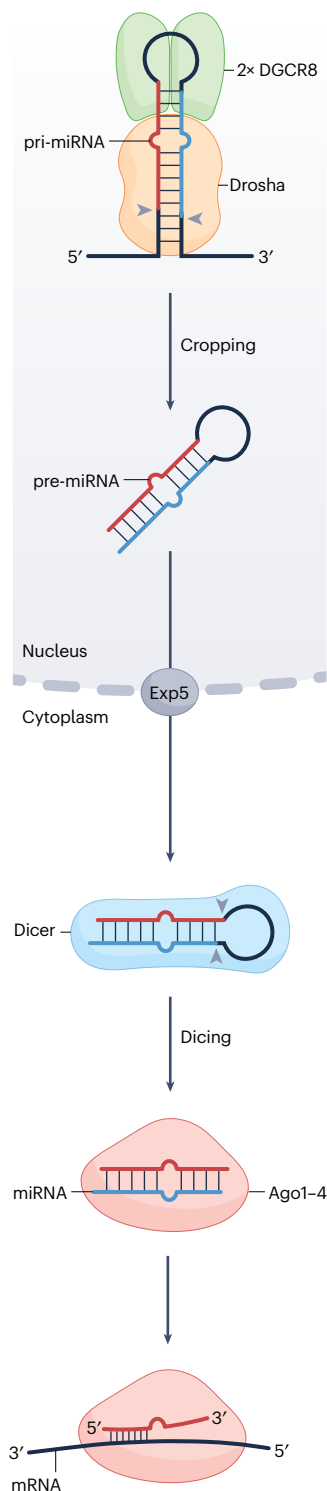 2× DGCR8
pri-miRNA
Drosha
5′ 3′
Cropping
pre-miRNA
Nucleus
Exp5
Cytoplasm
Dicer
Dicing
miRNA
Ago1–4
5′ 3′
3′ 5′
mRNA